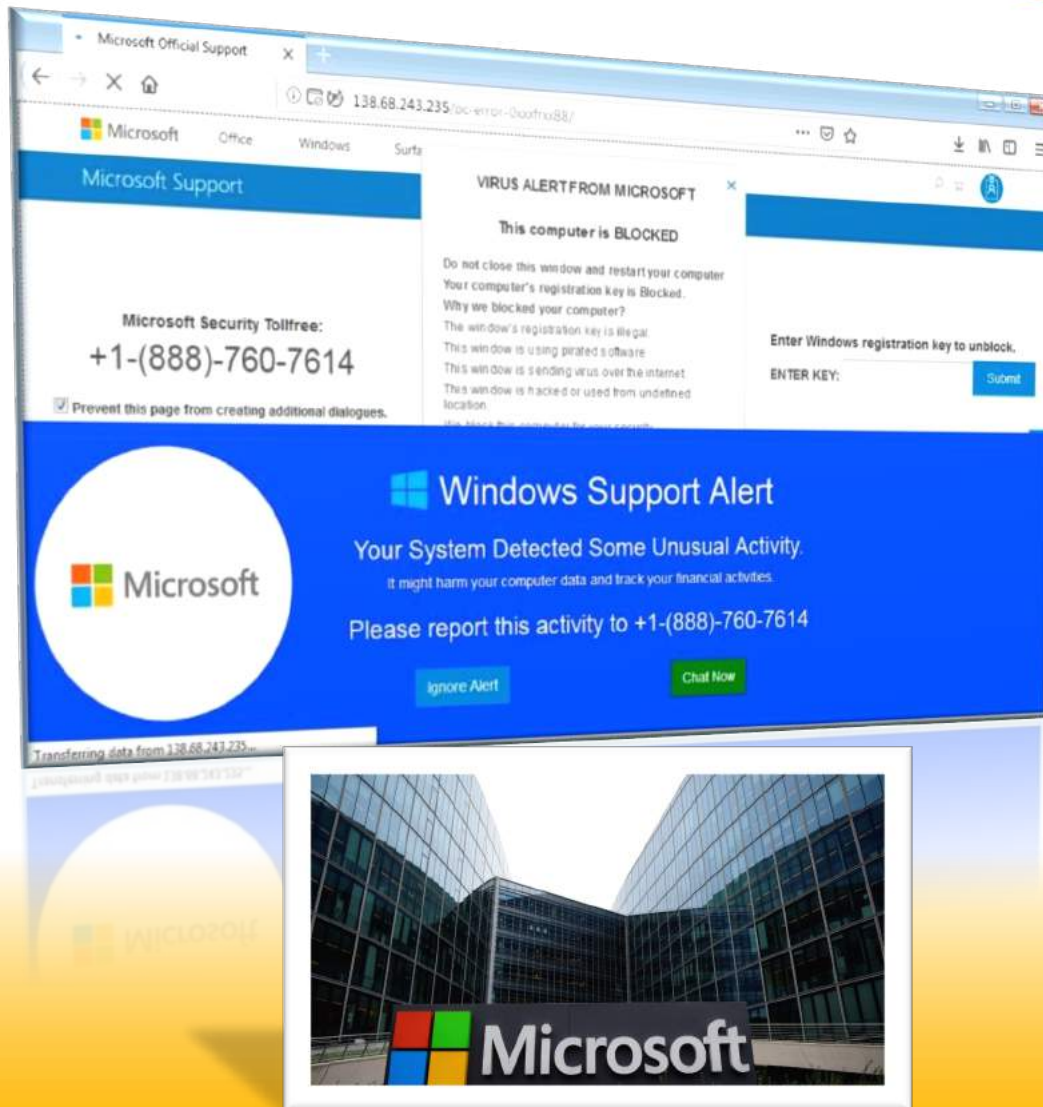 Microsoft Official Support
138.68.243.235/pc-error-0xxxfrxx88/
Microsoft Office Windows
Microsoft Support
VIRUS ALERT FROM MICROSOFT
This computer is BLOCKED
Do not close this window and restart your computer
Your computer's registration key is Blocked.
Why we blocked your computer?
The window's registration key is illegal.
This window is using pirated software
This window is sending virus over the internet
This window is hacked or used from undefined
location.
Microsoft Security Tollfree:
+1-(888)-760-7614
Prevent this page from creating additional dialogues.
Enter Windows registration key to unblock.
ENTER KEY:
Submit
Windows Support Alert
Your System Detected Some Unusual Activity.
It might harm your computer data and track your financial activities.
Please report this activity to +1-(888)-760-7614
Ignore Alert
Chat Now
Microsoft
Transferring data from 138.68.243.235...
Microsoft